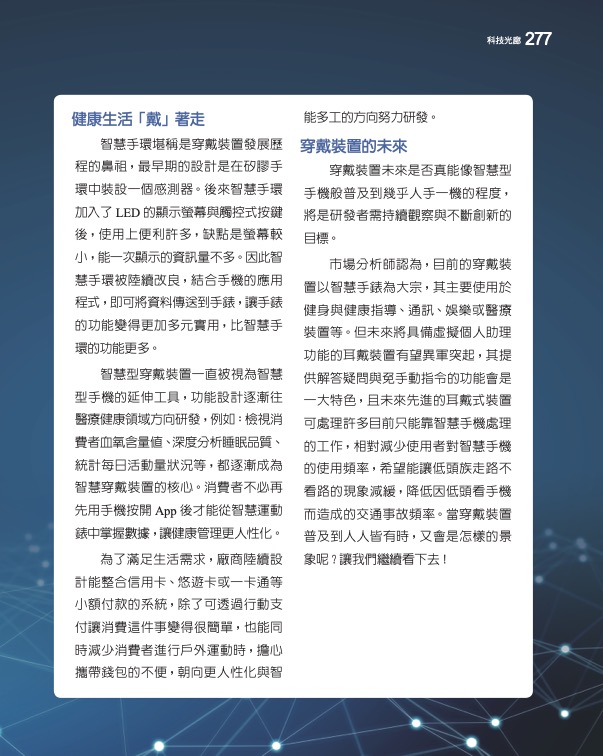 科技光廊 277
健康生活「戴」著走
智慧手環堪稱是穿戴裝置發展歷
程的鼻祖，最早期的設計是在矽膠手
環中裝設一個感測器。後來智慧手環
加入了 LED 的顯示螢幕與觸控式按鍵
後，使用上便利許多，缺點是螢幕較
小，能一次顯示的資訊量不多。因此智
慧手環被陸續改良，結合手機的應用
程式，即可將資料傳送到手錶，讓手錶
的功能變得更加多元實用，比智慧手
環的功能更多。
智慧型穿戴裝置一直被視為智慧
型手機的延伸工具，功能設計逐漸往
醫療健康領域方向研發，例如：檢視消
費者血氧含量值、深度分析睡眠品質、
統計每日活動量狀況等，都逐漸成為
智慧穿戴裝置的核心。消費者不必再
先用手機按開 App 後才能從智慧運動
錶中掌握數據，讓健康管理更人性化。
為了滿足生活需求，廠商陸續設
計能整合信用卡、悠遊卡或一卡通等
小額付款的系統，除了可透過行動支
付讓消費這件事變得很簡單，也能同
時減少消費者進行戶外運動時，擔心
攜帶錢包的不便，朝向更人性化與智
能多工的方向努力研發。
穿戴裝置的未來
穿戴裝置未來是否真能像智慧型
手機般普及到幾乎人手一機的程度，
將是研發者需持續觀察與不斷創新的
目標。
市場分析師認為，目前的穿戴裝
置以智慧手錶為大宗，其主要使用於
健身與健康指導、通訊、娛樂或醫療
裝置等。但未來將具備虛擬個人助理
功能的耳戴裝置有望異軍突起，其提
供解答疑問與免手動指令的功能會是
一大特色，且未來先進的耳戴式裝置
可處理許多目前只能靠智慧手機處理
的工作，相對減少使用者對智慧手機
的使用頻率，希望能讓低頭族走路不
看路的現象減緩，降低因低頭看手機
而造成的交通事故頻率。當穿戴裝置
普及到人人皆有時，又會是怎樣的景
象呢？讓我們繼續看下去！